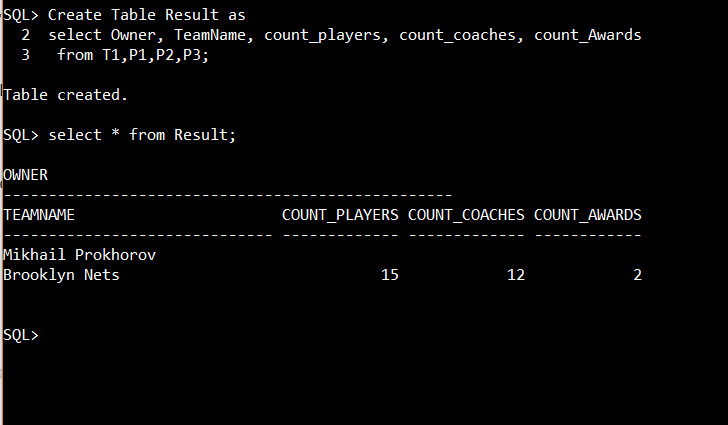 SQL> Create Table Result as
  2  select Owner, TeamName, count_players, count_coaches, count_Awards
  3   from T1,P1,P2,P3;
Table created.
SQL> select * from Result;
OWNER
--------------------------------------------------
TEAMNAME                       COUNT_PLAYERS COUNT_COACHES COUNT_AWARDS
------------------------------ ------------- ------------- ------------
Mikhail Prokhorov
Brooklyn Nets                             15            12            2
SQL>